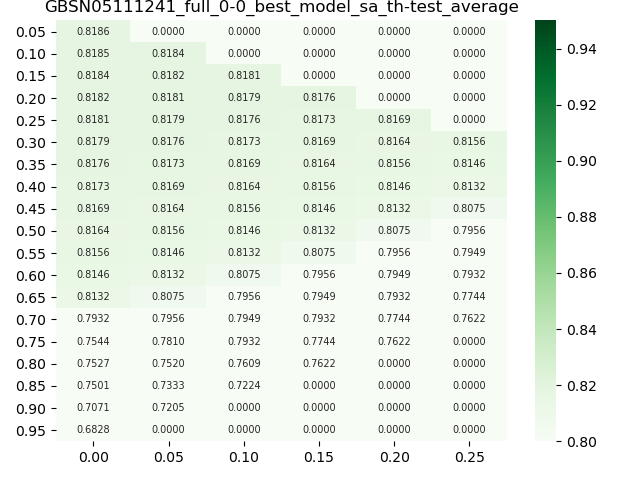 GBSN05111241_full_0-0_best_model_sa_th-test_average
0.05 0.8186 0.0000 0.0000 0.0000 0.0000 0.0000
0.10 0.8185 0.8184 0.0000 0.0000 0.0000 0.0000
0.15 0.8184 0.8182 0.8181 0.0000 0.0000 0.0000
0.20 0.8182 0.8181 0.8179 0.8176 0.0000 0.0000
0.25 0.8181 0.8179 0.8176 0.8173 0.8169 0.0000
0.30 0.8179 0.8176 0.8173 0.8169 0.8164 0.8156
0.35 0.8176 0.8173 0.8169 0.8164 0.8156 0.8146
0.40 0.8173 0.8169 0.8164 0.8156 0.8146 0.8132
0.45 0.8169 0.8164 0.8156 0.8146 0.8132 0.8075
0.50 0.8164 0.8156 0.8146 0.8132 0.8075 0.7956
0.55 0.8156 0.8146 0.8132 0.8075 0.7956 0.7949
0.60 0.8146 0.8132 0.8075 0.7956 0.7949 0.7932
0.65 0.8132 0.8075 0.7956 0.7949 0.7932 0.7744
0.70 0.7932 0.7956 0.7949 0.7932 0.7744 0.7622
0.75 0.7544 0.7810 0.7932 0.7744 0.7622 0.0000
0.80 0.7527 0.7520 0.7609 0.7622 0.0000 0.0000
0.85 0.7501 0.7333 0.7224 0.0000 0.0000 0.0000
0.90 0.7071 0.7205 0.0000 0.0000 0.0000 0.0000
0.95 0.6828 0.0000 0.0000 0.0000 0.0000 0.0000
0.00 0.05 0.10 0.15 0.20 0.25
0.94
0.92
0.90
0.88
0.86
0.84
0.82
0.80